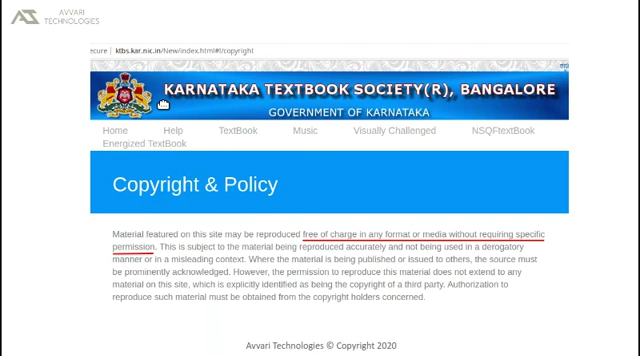 AVVARI
TECHNOLOGIES
ecure | ktbs.kar.nic.in/New/index.html#!/copyright
KARNATAKA TEXTBOOK SOCIETY(R), BANGALORE
GOVERNMENT OF KARNATAKA
Home Help TextBook Music Visually Challenged NSQFtextBook
Energized TextBook
Copyright & Policy
Material featured on this site may be reproduced free of charge in any format or media without requiring specific
permission. This is subject to the material being reproduced accurately and not being used in a derogatory
manner or in a misleading context. Where the material is being published or issued to others, the source must
be prominently acknowledged. However, the permission to reproduce this material does not extend to any
material on this site, which is explicitly identified as being the copyright of a third party. Authorization to
reproduce such material must be obtained from the copyright holders concerned.
Avvari Technologies © Copyright 2020